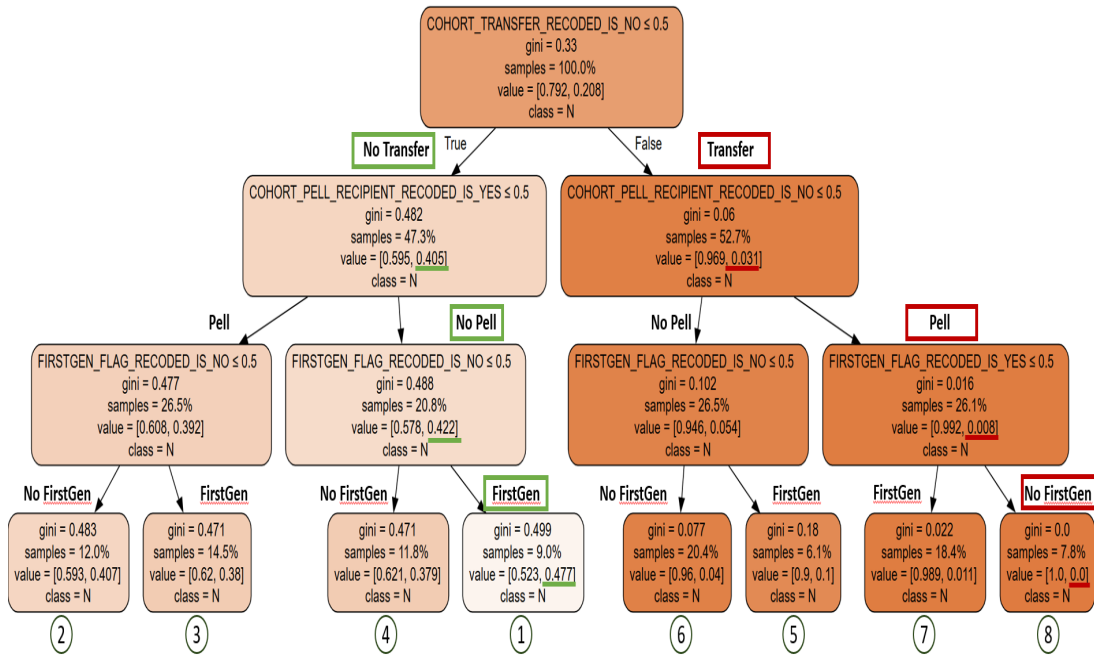 COHORT_TRANSFER_RECODED_IS_NO ≤ 0.5
gini = 0.33
samples = 100.0%
value = [0.792, 0.208]
class = N
No Transfer
True
False
Transfer
COHORT_PELL_RECIPIENT_RECODED_IS_YES ≤ 0.5
gini = 0.482
samples = 47.3%
value = [0.595, 0.405]
class = N
COHORT_PELL_RECIPIENT_RECODED_IS_NO ≤ 0.5
gini = 0.06
samples = 52.7%
value = [0.969, 0.031]
class = N
Pell
No Pell
No Pell
Pell
FIRSTGEN_FLAG_RECODED_IS_NO ≤ 0.5
gini = 0.477
samples = 26.5%
value = [0.608, 0.392]
class = N
FIRSTGEN_FLAG_RECODED_IS_NO ≤ 0.5
gini = 0.488
samples = 20.8%
value = [0.578, 0.422]
class = N
FIRSTGEN_FLAG_RECODED_IS_NO ≤ 0.5
gini = 0.102
samples = 26.5%
value = [0.946, 0.054]
class = N
FIRSTGEN_FLAG_RECODED_IS_YES ≤ 0.5
gini = 0.016
samples = 26.1%
value = [0.992, 0.008]
class = N
No FirstGen
FirstGen
No FirstGen
FirstGen
No FirstGen
FirstGen
FirstGen
No FirstGen
gini = 0.483
samples = 12.0%
value = [0.593, 0.407]
class = N
gini = 0.471
samples = 14.5%
value = [0.62, 0.38]
class = N
gini = 0.471
samples = 11.8%
value = [0.621, 0.379]
class = N
gini = 0.499
samples = 9.0%
value = [0.523, 0.477]
class = N
gini = 0.077
samples = 20.4%
value = [0.96, 0.04]
class = N
gini = 0.18
samples = 6.1%
value = [0.9, 0.1]
class = N
gini = 0.022
samples = 18.4%
value = [0.989, 0.011]
class = N
gini = 0.0
samples = 7.8%
value = [1.0, 0.0]
class = N
2
3
4
1
6
5
7
8